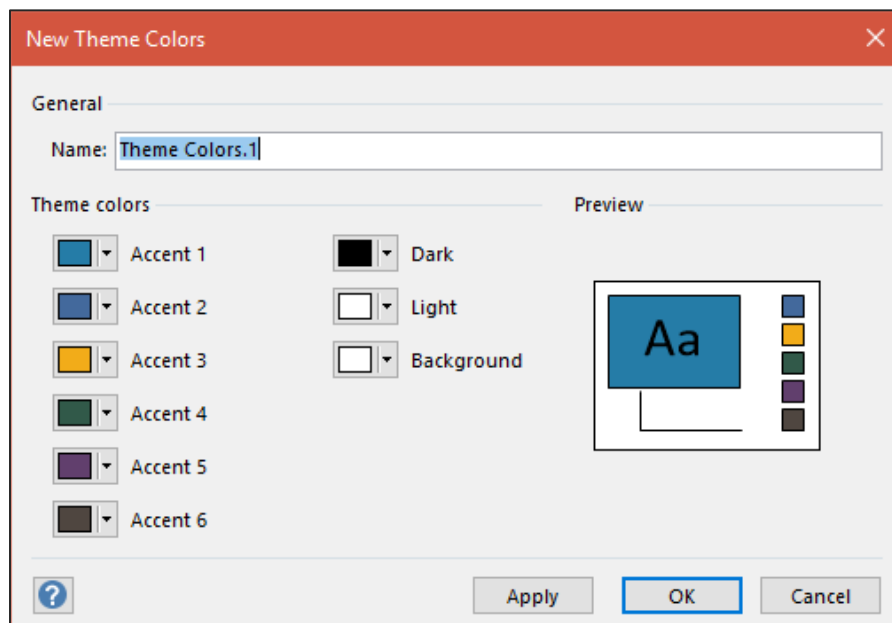 New Theme Colors
General
Name: Theme Colors.1
Theme colors
Preview
Accent 1
Dark
Accent 2
Light
Accent 3
Background
Accent 4
Accent 5
Accent 6
Aa
?
Apply
OK
Cancel